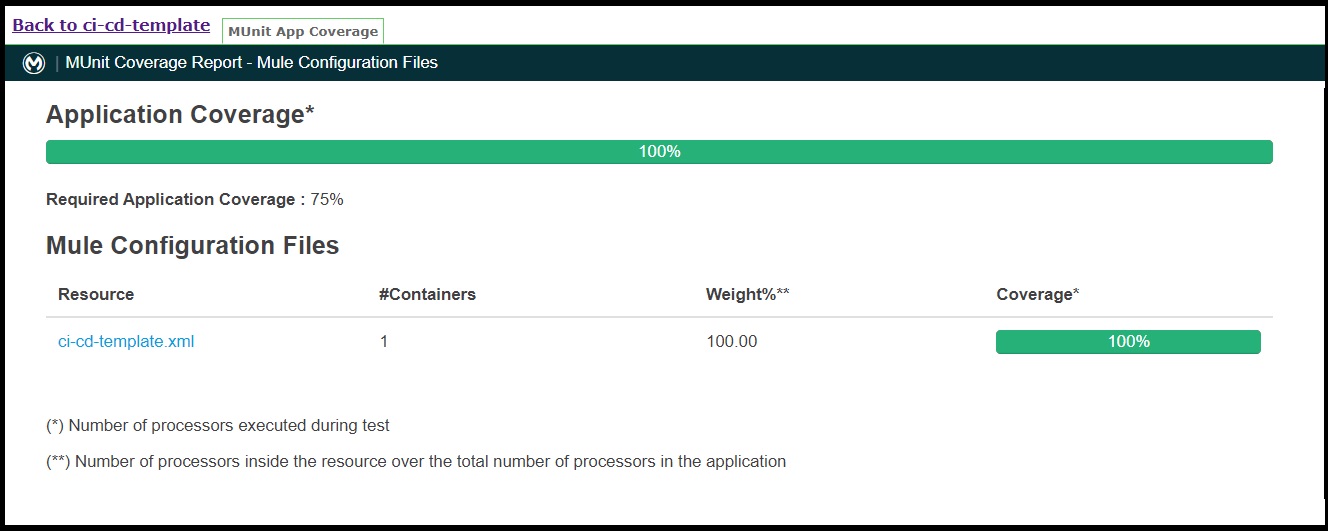 Back to ci-cd-template MUnit App Coverage
| MUnit Coverage Report - Mule Configuration Files
Application Coverage*
100%
Required Application Coverage : 75%
Mule Configuration Files
Resource #Containers Weight%** Coverage*
ci-cd-template.xml 1 100.00 100%
(*) Number of processors executed during test
(**) Number of processors inside the resource over the total number of processors in the application